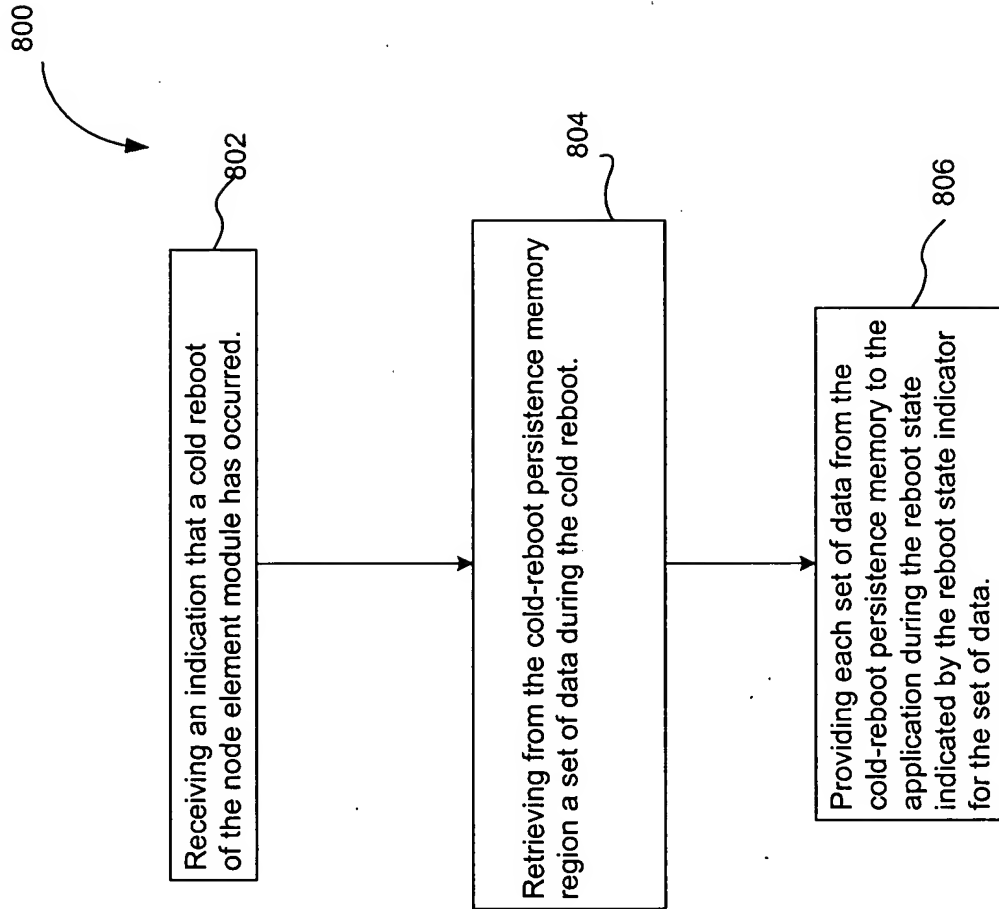 800
Receiving an indication that a cold reboot
of the node element module has occurred.
802
Retrieving from the cold-reboot persistence memory
region a set of data during the cold reboot.
804
Providing each set of data from the
cold-reboot persistence memory to the
application during the reboot state
indicated by the reboot state indicator
for the set of data.
806